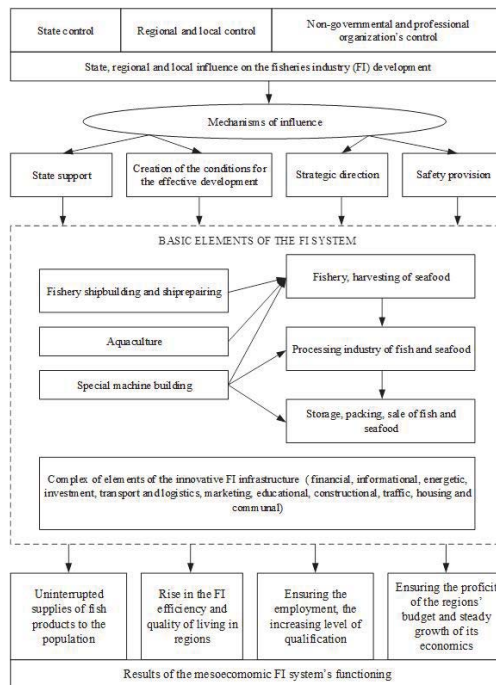 State control
Regional and local control
Non-governmental and professional
organization's control
State, regional and local influence on the fisheries industry (FI) development
Mechanisms of influence
State support
Creation of the conditions for
the effective development
Strategic direction
Safety provision
BASIC ELEMENTS OF THE FI SYSTEM
Fishery shipbuilding and shiprepairing
Fishery, harvesting of seafood
Aquaculture
Processing industry of fish and seafood
Special machine building
Storage, packing, sale of fish and
seafood
Complex of elements of the innovative FI infrastructure ( financial, informational, energetic,
investment, transport and logistics, marketing, educational, constructional, traffic, housing and
communal)
Uninterrupted
supplies of fish
products to the
population
Rise in the FI
efficiency and
quality of living in
regions
Ensuring the
employment, the
increasing level of
qualification
Ensuring the proficit
of the regions'
budget and steady
growth of its
economics
Results of the mesoecomomic FI system's functioning